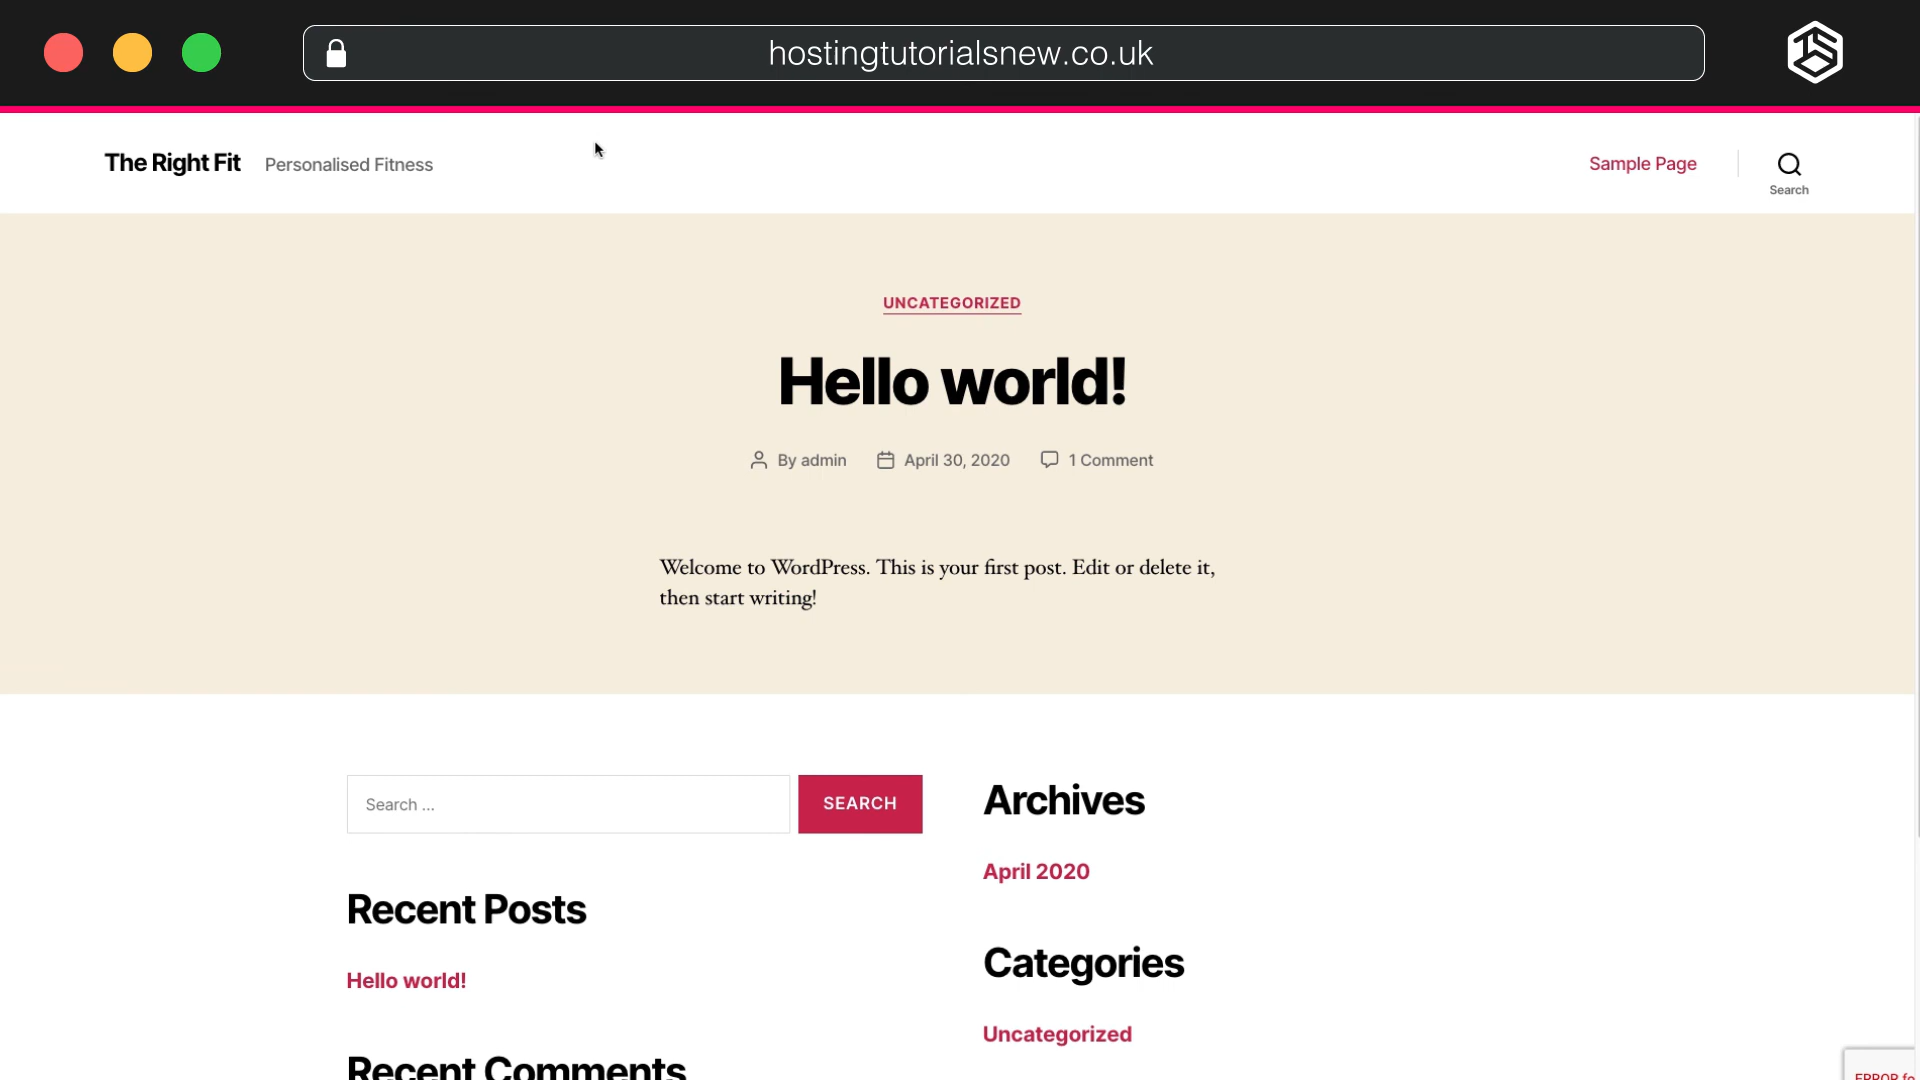 hostingtutorialsnew.co.uk
The Right Fit
Personalised Fitness
Sample Page
Search
UNCATEGORIZED
Hello world!
By admin
April 30, 2020
1 Comment
Welcome to WordPress. This is your first post. Edit or delete it,
then start writing!
Search ...
SEARCH
Archives
April 2020
Recent Posts
Categories
Hello world!
Uncategorized
Recent Comments
ERROR fo